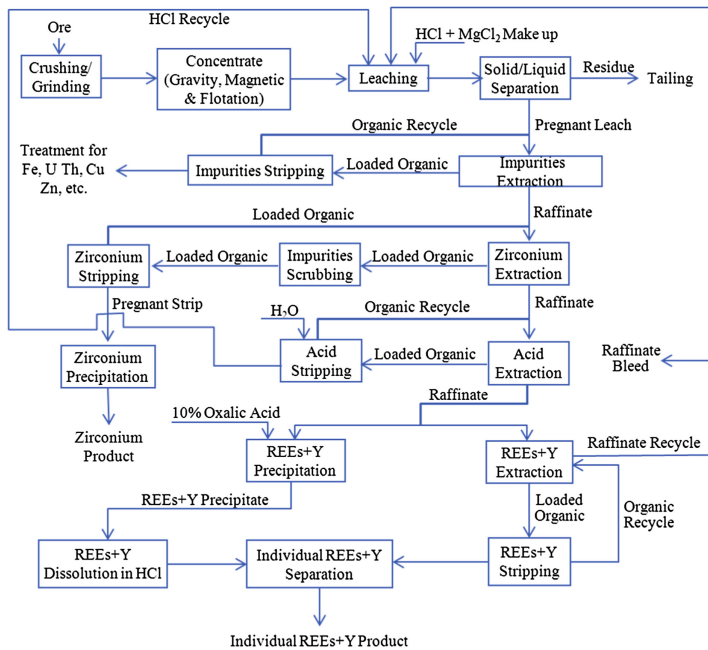 HCl Recycle
Ore
HCl + MgCl2 Make up
Crushing/
Grinding
Concentrate
(Gravity, Magnetic
& Flotation)
Leaching
Solid/Liquid
Separation
Residue
Tailing
Organic Recycle
Pregnant Leach
Treatment for
Fe, U Th, Cu
Zn, etc.
Impurities Stripping
Loaded Organic
Impurities
Extraction
Loaded Organic
Raffinate
Zirconium
Stripping
Loaded Organic
Impurities
Scrubbing
Loaded Organic
Zirconium
Extraction
Pregnant Strip
H2O
Organic Recycle
Raffinate
Zirconium
Precipitation
Acid
Stripping
Loaded Organic
Acid
Extraction
Raffinate
Bleed
Raffinate
10% Oxalic Acid
Zirconium
Product
REEs+Y
Precipitation
REEs+Y
Extraction
Raffinate Recycle
REEs+Y Precipitate
Loaded
Organic
Organic
Recycle
REEs+Y
Dissolution in HCl
Individual REEs+Y
Separation
REEs+Y
Stripping
Individual REEs+Y Product